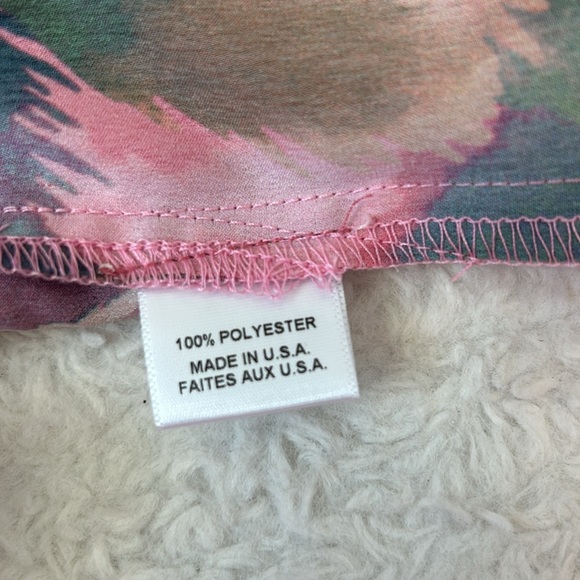 100% POLYESTER
MADE IN U.S.A.
FAITES AUX U.S.A.